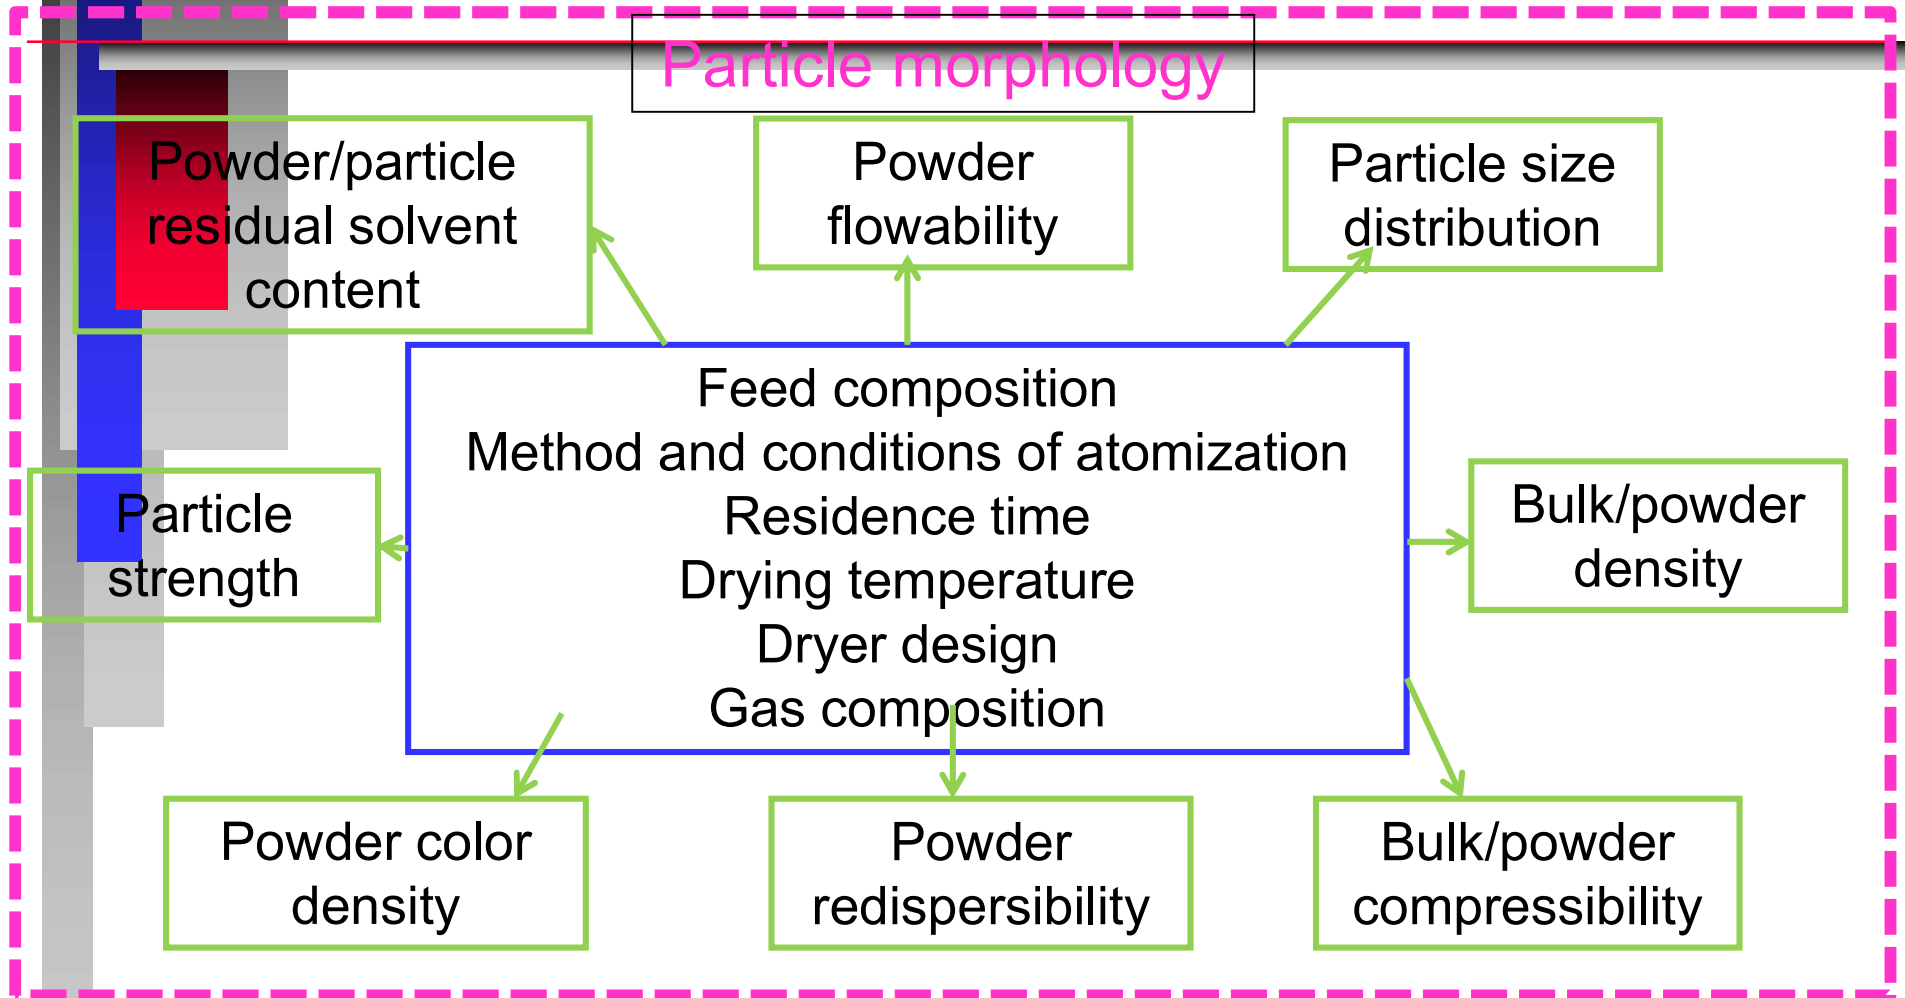 Particle morphology
Powder/particle
residual solvent
content
Powder
flowability
Particle size
distribution
Feed composition
Method and conditions of atomization
Residence time
Drying temperature
Dryer design
Gas composition
Particle
strength
Bulk/powder
density
Powder color
density
Powder
redispersibility
Bulk/powder
compressibility